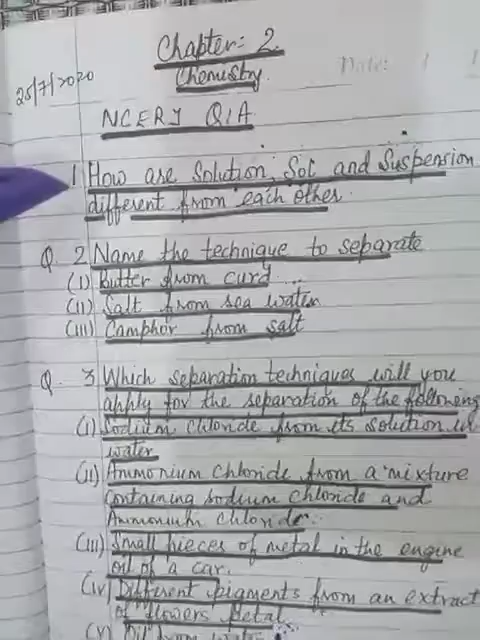 Chapter: 2.
Chemistry.
Date: / /
25/7/2020
NCERT Q/A
1 How are Solution, Sol and Suspension
different from each other.
Q. 2 Name the technique to separate
(i) Butter from curd ...
(ii) Salt from sea water
(iii) Camphor from salt
Q. 3 Which separation techniques will you
apply for the separation of the following
(i) Sodium chloride from its solution in
water
(ii) Ammonium Chloride from a mixture
Containing sodium Chloride and
Ammonium Chloride.
(iii) Small pieces of metal in the engine
oil of a car.
(iv) Different pigments from an extract
of flowers Petal
(v) Oil from water